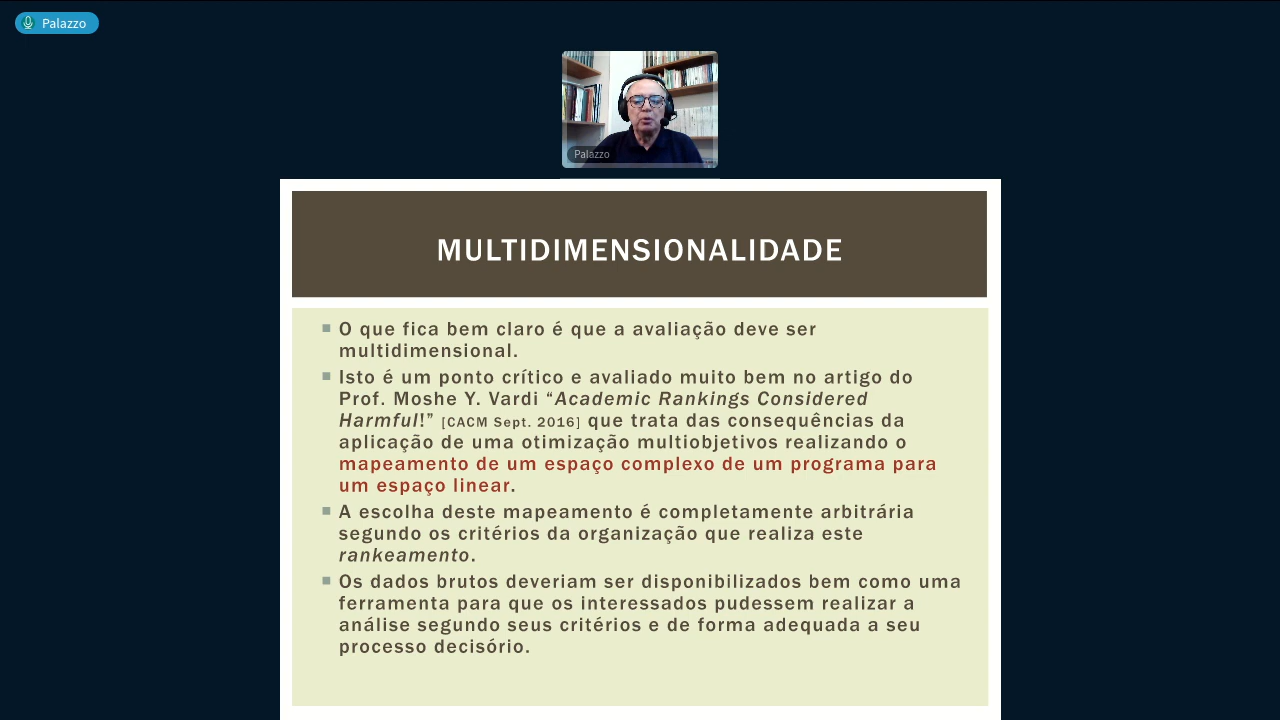 Palazzo
Palazzo
MULTIDIMENSIONALIDADE
O que fica bem claro é que a avaliação deve ser
multidimensional.
Isto é um ponto crítico e avaliado muito bem no artigo do
Prof. Moshe Y. Vardi “Academic Rankings Considered
Harmful!” [CACM Sept. 2016] que trata das consequências da
aplicação de uma otimização multiobjetivos realizando o
mapeamento de um espaço complexo de um programa para
um espaço linear.
A escolha deste mapeamento é completamente arbitrária
segundo os critérios da organização que realiza este
rankeamento.
Os dados brutos deveriam ser disponibilizados bem como uma
ferramenta para que os interessados pudessem realizar a
análise segundo seus critérios e de forma adequada a seu
processo decisório.